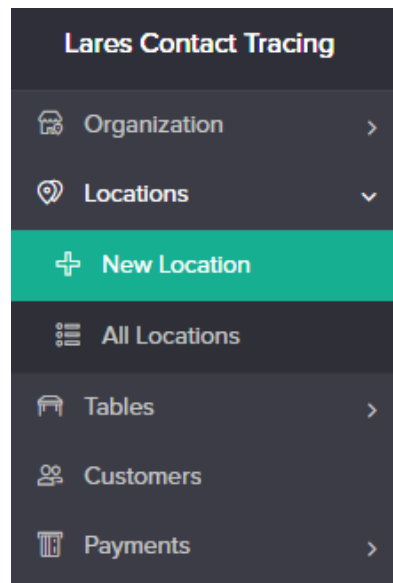 Lares Contact Tracing
Organization
Locations
New Location
All Locations
Tables
Customers
Payments